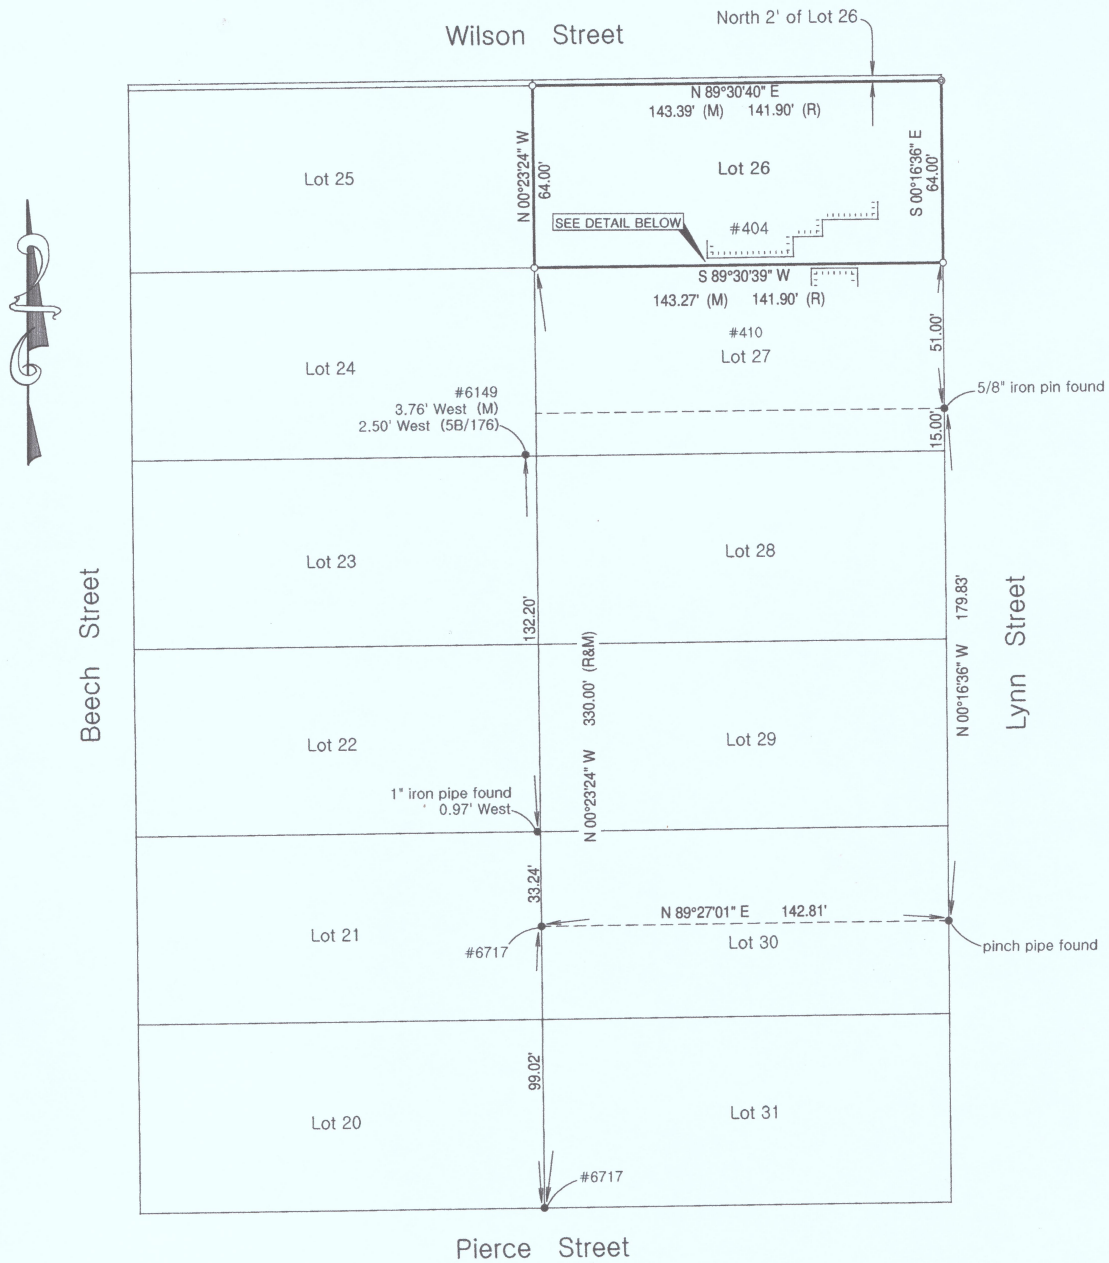 North 2' of Lot 26
Wilson Street
N 89°30'40" E
143.39' (M) 141.90' (R)
Lot 25
N 00°23'24" W
64.00'
Lot 26
S 00°16'36" E
64.00'
SEE DETAIL BELOW
#404
S 89°30'39" W
143.27' (M) 141.90' (R)
#410
Lot 27
51.00'
Lot 24
#6149
3.76' West (M)
2.50' West (5B/176)
5/8" iron pin found
15.00'
Lot 23
Lot 28
Beech Street
132.20'
N 00°23'24" W 330.00' (R&M)
N 00°16'36" W 179.83'
Lynn Street
Lot 22
Lot 29
1" iron pipe found
0.97' West
33.24'
N 89°27'01" E 142.81'
Lot 21
#6717
Lot 30
pinch pipe found
99.02'
Lot 20
Lot 31
#6717
Pierce Street